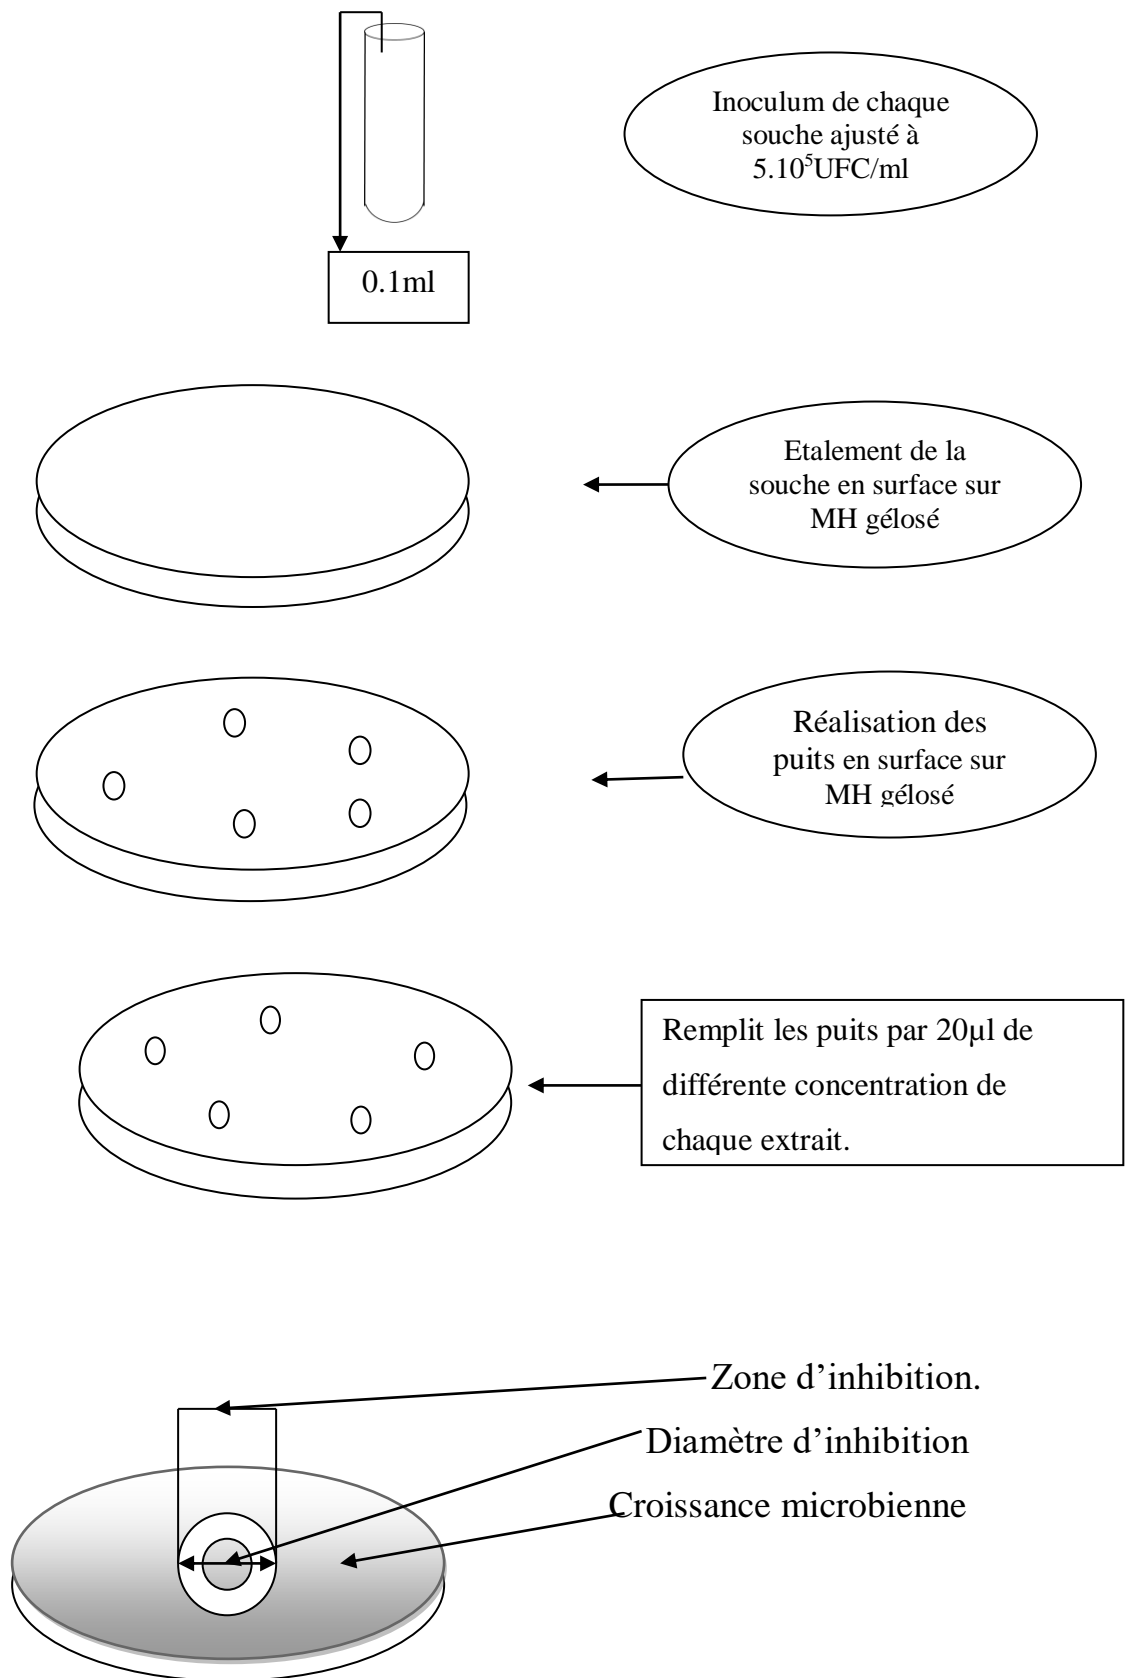 Inoculum de chaque
souche ajusté à
5.10⁵UFC/ml
0.1ml
Etalement de la
souche en surface sur
MH gélosé
Réalisation des
puits en surface sur
MH gélosé
Remplit les puits par 20µl de
différente concentration de
chaque extrait.
Zone d’inhibition.
Diamètre d’inhibition
Croissance microbienne